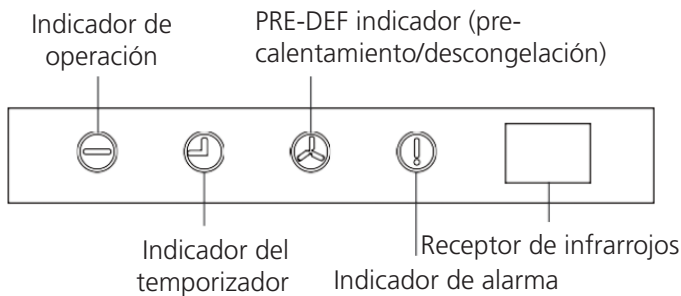 Indicador de
operación
PRE-DEF indicador (pre-
calentamiento/descongelación)
Indicador del
temporizador
Indicador de alarma
Receptor de infrarrojos